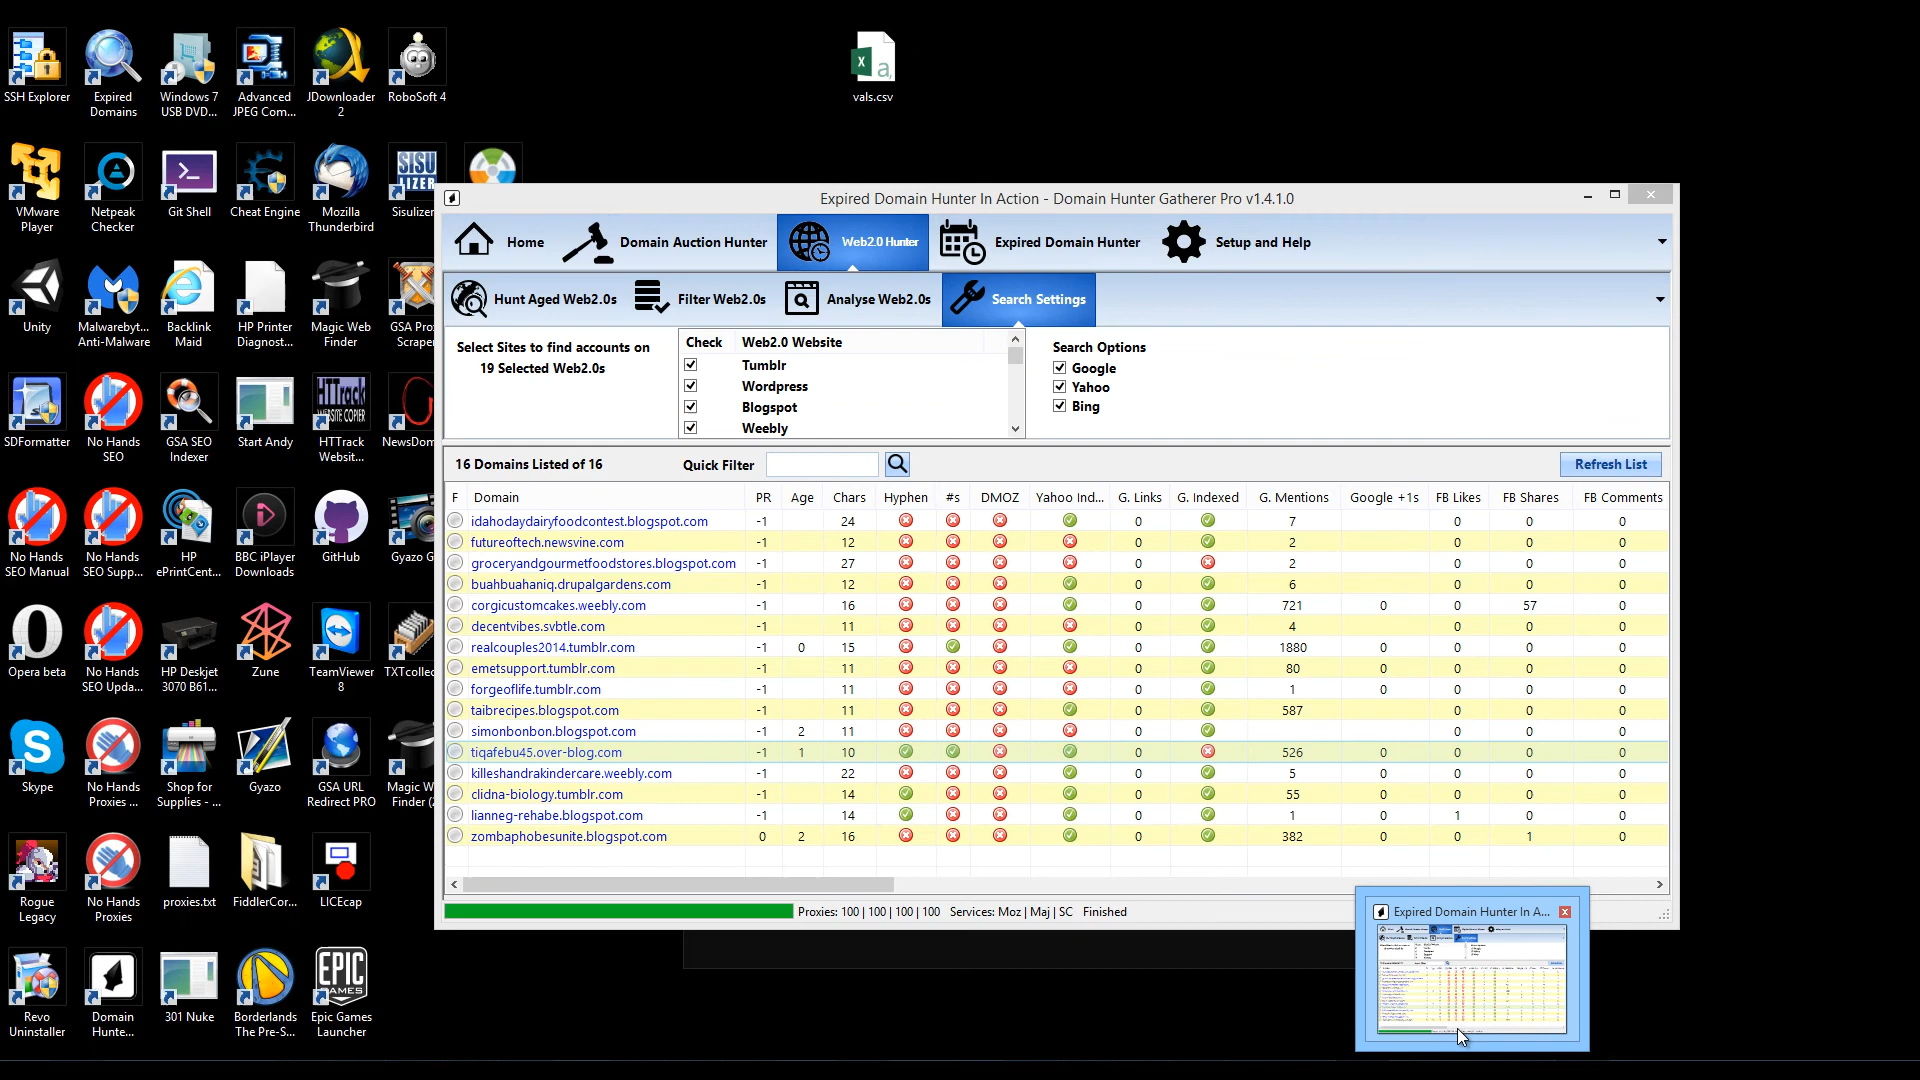 SSH Explorer
Expired
Domains
Windows 7
USB DVD...
Advanced
JPEG Com...
JDownloader
2
RoboSoft 4
vals.csv
VMware
Player
Netpeak
Checker
Git Shell
Cheat Engine
Mozilla
Thunderbird
SISU
LIZER
Sisulizer
Unity
Malwarebyt...
Anti-Malware
Backlink
Maid
HP Printer
Diagnost...
Magic Web
Finder
GSA Pro
Scrape
SDFormatter
No Hands
SEO
GSA SEO
Indexer
Start Andy
HTTrack
WEBSITE COPIER
HTTrack
Websit...
NewsDom
No Hands
SEO Manual
No Hands
SEO Supp...
HP
ePrintCent...
BBC iPlayer
Downloads
GitHub
Gyazo G
Opera beta
No Hands
SEO Upda...
HP Deskjet
3070 B61...
Zune
TeamViewer
8
TXTcollec
Skype
No Hands
Proxies ...
Shop for
Supplies - ...
Gyazo
GSA URL
Redirect PRO
Magic W
Finder (
Rogue
Legacy
No Hands
Proxies
proxies.txt
FiddlerCor...
LICEcap
Revo
Uninstaller
Domain
Hunte...
301 Nuke
Borderlands
The Pre-S...
EPIC
GAMES
Epic Games
Launcher
Expired Domain Hunter In Action - Domain Hunter Gatherer Pro v1.4.1.0
Home Domain Auction Hunter Web2.0 Hunter Expired Domain Hunter Setup and Help
Hunt Aged Web2.0s Filter Web2.0s Analyse Web2.0s Search Settings
Select Sites to find accounts on
19 Selected Web2.0s
Check Web2.0 Website
Tumblr
Wordpress
Blogspot
Weebly
Search Options
Google
Yahoo
Bing
16 Domains Listed of 16 Quick Filter Refresh List
F Domain PR Age Chars Hyphen #s DMOZ Yahoo Ind... G. Links G. Indexed G. Mentions Google +1s FB Likes FB Shares FB Comments
idahodaydairyfoodcontest.blogspot.com -1 24 0 7 0 0 0
futureoftech.newsvine.com -1 12 0 2 0 0 0
groceryandgourmetfoodstores.blogspot.com -1 27 0 2 0 0 0
buahbuahaniq.drupalgardens.com -1 12 0 6 0 0 0
corgicustomcakes.weebly.com -1 16 0 721 0 0 57 0
decentvibes.svbtle.com -1 11 0 4 0 0 0
realcouples2014.tumblr.com -1 0 15 0 1880 0 0 0 0
emetsupport.tumblr.com -1 11 0 80 0 0 0 0
forgeoflife.tumblr.com -1 11 0 1 0 0 0 0
taibrecipes.blogspot.com -1 11 0 587 0 0 0
simonbonbon.blogspot.com -1 2 11 0 0 0 0
tiqafebu45.over-blog.com -1 1 10 0 526 0 0 0 0
killeshandrakindercare.weebly.com -1 22 0 5 0 0 0 0
clidna-biology.tumblr.com -1 14 0 55 0 0 0 0
lianneg-rehabe.blogspot.com -1 14 0 1 0 1 0 0
zombaphobesunite.blogspot.com 0 2 16 0 382 0 0 1 0
Proxies: 100 | 100 | 100 | 100 Services: Moz | Maj | SC Finished
Expired Domain Hunter In A...